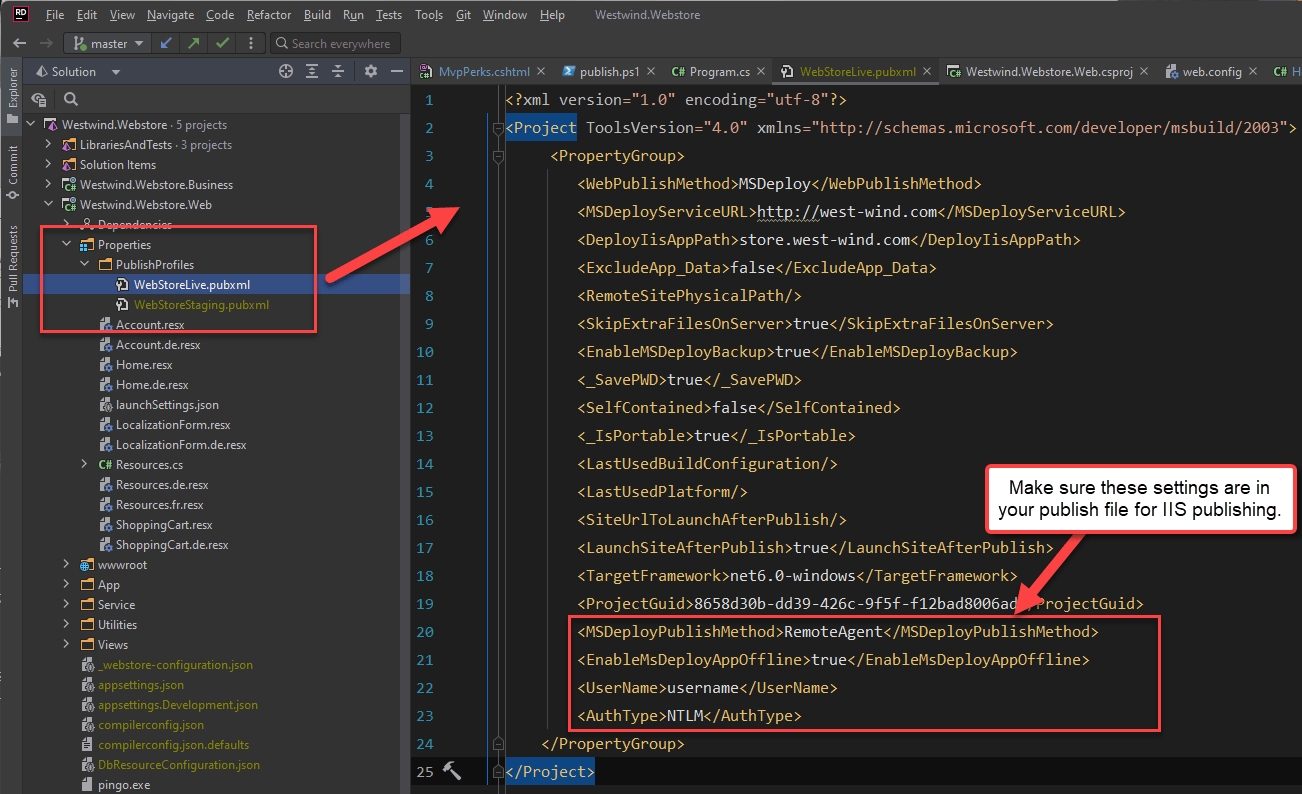 RD File Edit View Navigate Code Refactor Build Run Tests Tools Git Window Help Westwind.Webstore
master Search everywhere
Solution
MvpPerks.cshtml publish.ps1 C# Program.cs WebStoreLive.pubxml Westwind.Webstore.Web.csproj web.config C# H
Explorer
Commit
Pull Requests
Westwind.Webstore · 5 projects
LibrariesAndTests · 3 projects
Solution Items
Westwind.Webstore.Business
Westwind.Webstore.Web
Dependencies
Properties
PublishProfiles
WebStoreLive.pubxml
WebStoreStaging.pubxml
Account.resx
Account.de.resx
Home.resx
Home.de.resx
launchSettings.json
LocalizationForm.resx
LocalizationForm.de.resx
C# Resources.cs
Resources.de.resx
Resources.fr.resx
ShoppingCart.resx
ShoppingCart.de.resx
wwwroot
App
Service
Utilities
Views
_webstore-configuration.json
appsettings.json
appsettings.Development.json
compilerconfig.json
compilerconfig.json.defaults
DbResourceConfiguration.json
pingo.exe
1 <?xml version="1.0" encoding="utf-8"?>
2 <Project ToolsVersion="4.0" xmlns="http://schemas.microsoft.com/developer/msbuild/2003">
3 <PropertyGroup>
4 <WebPublishMethod>MSDeploy</WebPublishMethod>
5 <MSDeployServiceURL>http://west-wind.com</MSDeployServiceURL>
6 <DeployIisAppPath>store.west-wind.com</DeployIisAppPath>
7 <ExcludeApp_Data>false</ExcludeApp_Data>
8 <RemoteSitePhysicalPath/>
9 <SkipExtraFilesOnServer>true</SkipExtraFilesOnServer>
10 <EnableMSDeployBackup>true</EnableMSDeployBackup>
11 <_SavePWD>true</_SavePWD>
12 <SelfContained>false</SelfContained>
13 <_IsPortable>true</_IsPortable>
14 <LastUsedBuildConfiguration/>
15 <LastUsedPlatform/>
16 <SiteUrlToLaunchAfterPublish/>
17 <LaunchSiteAfterPublish>true</LaunchSiteAfterPublish>
18 <TargetFramework>net6.0-windows</TargetFramework>
19 <ProjectGuid>8658d30b-dd39-426c-9f5f-f12bad8006ad</ProjectGuid>
20 <MSDeployPublishMethod>RemoteAgent</MSDeployPublishMethod>
21 <EnableMsDeployAppOffline>true</EnableMsDeployAppOffline>
22 <UserName>username</UserName>
23 <AuthType>NTLM</AuthType>
24 </PropertyGroup>
25 </Project>
Make sure these settings are in
your publish file for IIS publishing.